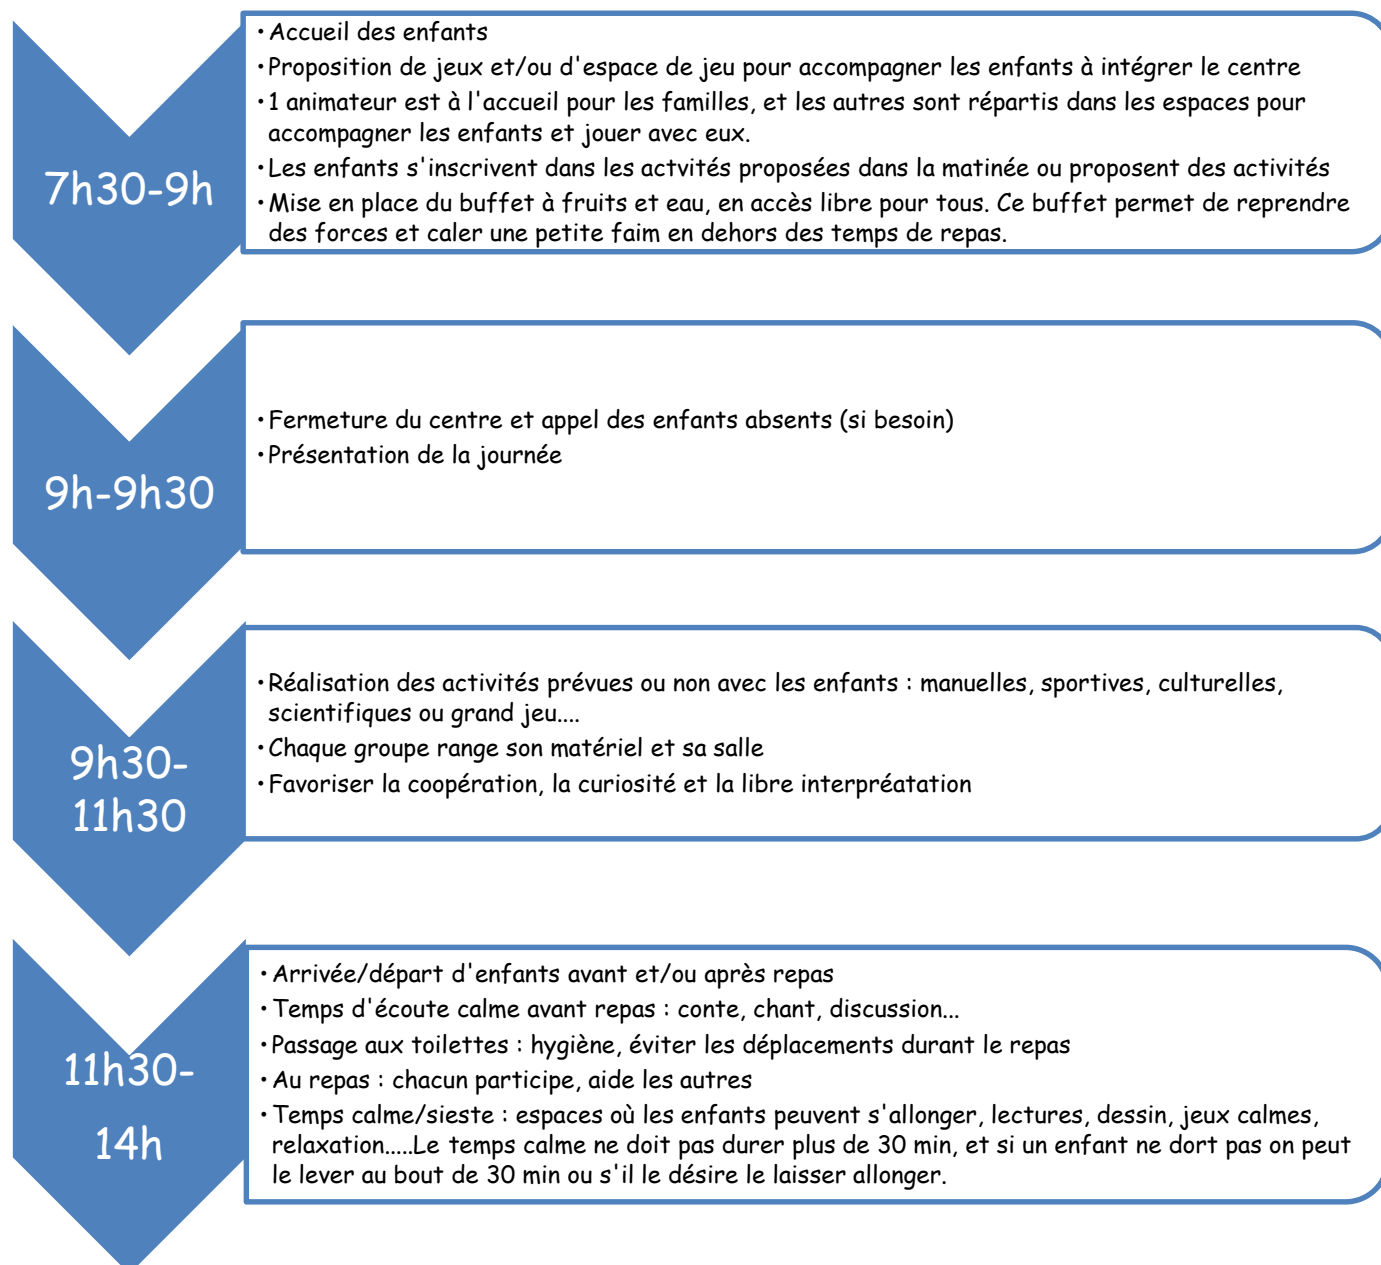 7h30-9h
·Accueil des enfants
·Proposition de jeux et/ou d'espace de jeu pour accompagner les enfants à intégrer le centre
·1 animateur est à l'accueil pour les familles, et les autres sont répartis dans les espaces pour
accompagner les enfants et jouer avec eux.
·Les enfants s'inscrivent dans les actvités proposées dans la matinée ou proposent des activités
·Mise en place du buffet à fruits et eau, en accès libre pour tous. Ce buffet permet de reprendre
des forces et caler une petite faim en dehors des temps de repas.
9h-9h30
·Fermeture du centre et appel des enfants absents (si besoin)
·Présentation de la journée
9h30-
11h30
·Réalisation des activités prévues ou non avec les enfants : manuelles, sportives, culturelles,
scientifiques ou grand jeu....
·Chaque groupe range son matériel et sa salle
·Favoriser la coopération, la curiosité et la libre interpréatation
11h30-
14h
·Arrivée/départ d'enfants avant et/ou après repas
·Temps d'écoute calme avant repas : conte, chant, discussion...
·Passage aux toilettes : hygiène, éviter les déplacements durant le repas
·Au repas : chacun participe, aide les autres
·Temps calme/sieste : espaces où les enfants peuvent s'allonger, lectures, dessin, jeux calmes,
relaxation.....Le temps calme ne doit pas durer plus de 30 min, et si un enfant ne dort pas on peut
le lever au bout de 30 min ou s'il le désire le laisser allonger.